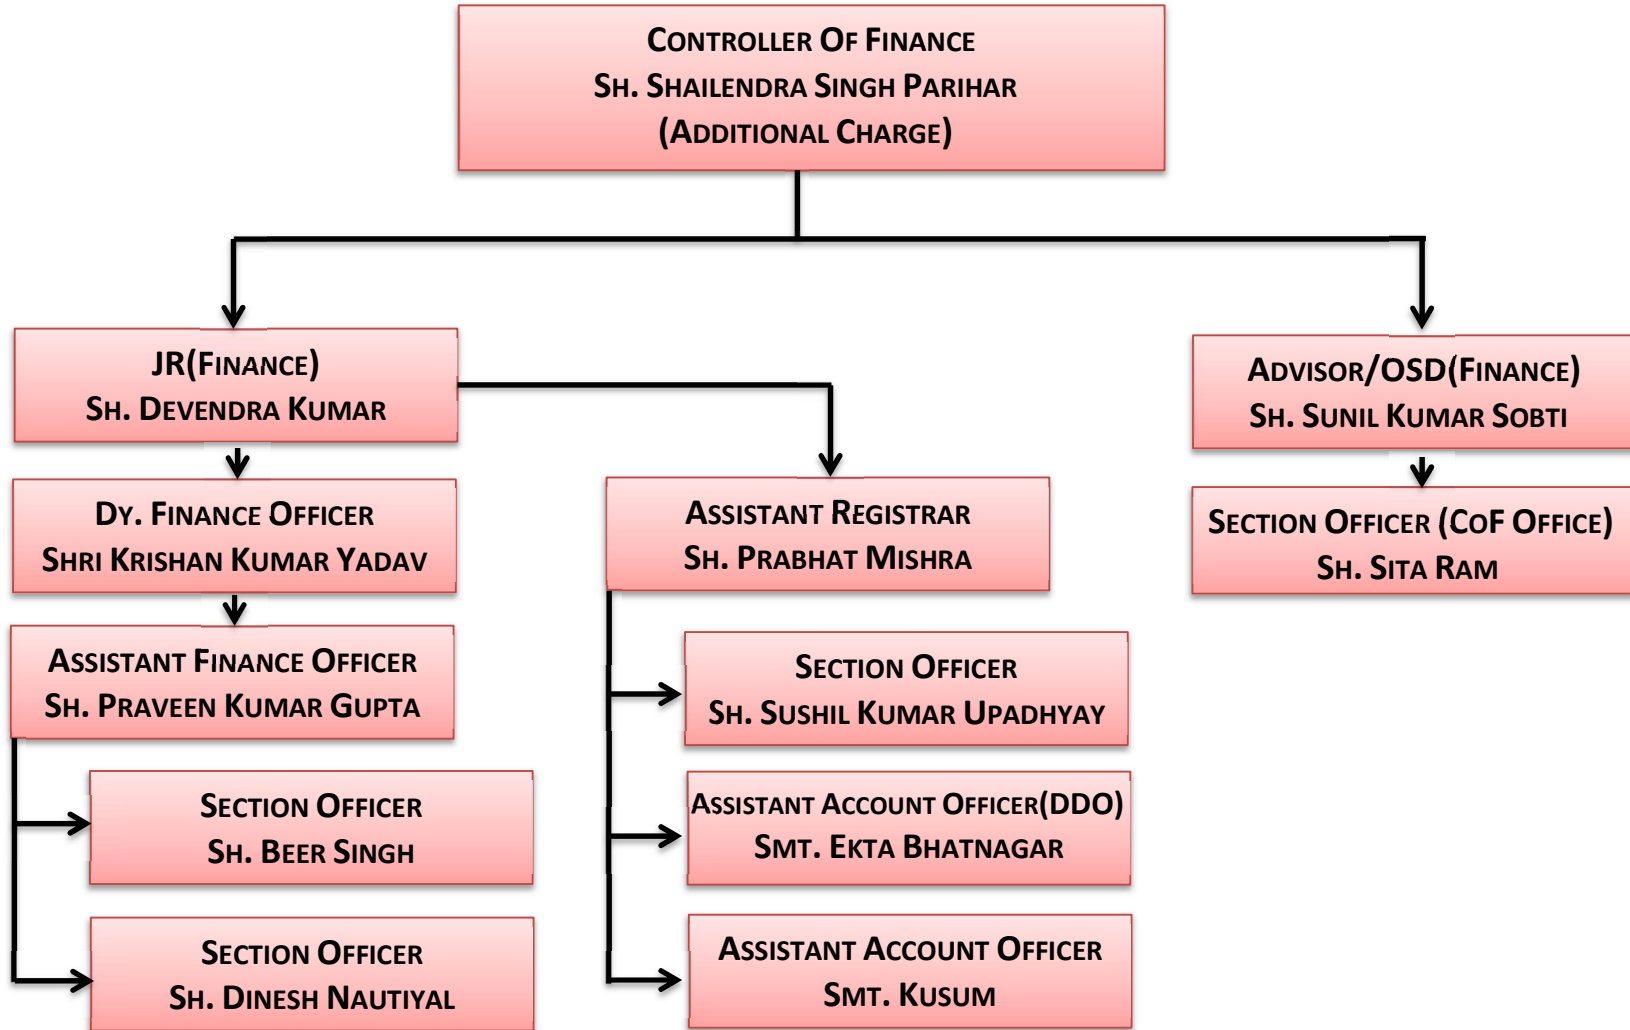 CONTROLLER OF FINANCE
SH. SHAILENDRA SINGH PARIHAR
(ADDITIONAL CHARGE)
JR(FINANCE)
SH. DEVENDRA KUMAR
ADVISOR/OSD(FINANCE)
SH. SUNIL KUMAR SOBTI
DY. FINANCE OFFICER
SHRI KRISHAN KUMAR YADAV
ASSISTANT REGISTRAR
SH. PRABHAT MISHRA
SECTION OFFICER (COF OFFICE)
SH. SITA RAM
ASSISTANT FINANCE OFFICER
SH. PRAVEEN KUMAR GUPTA
SECTION OFFICER
SH. SUSHIL KUMAR UPADHYAY
SECTION OFFICER
SH. BEER SINGH
ASSISTANT ACCOUNT OFFICER(DDO)
SMT. EKTA BHATNAGAR
SECTION OFFICER
SH. DINESH NAUTIYAL
ASSISTANT ACCOUNT OFFICER
SMT. KUSUM